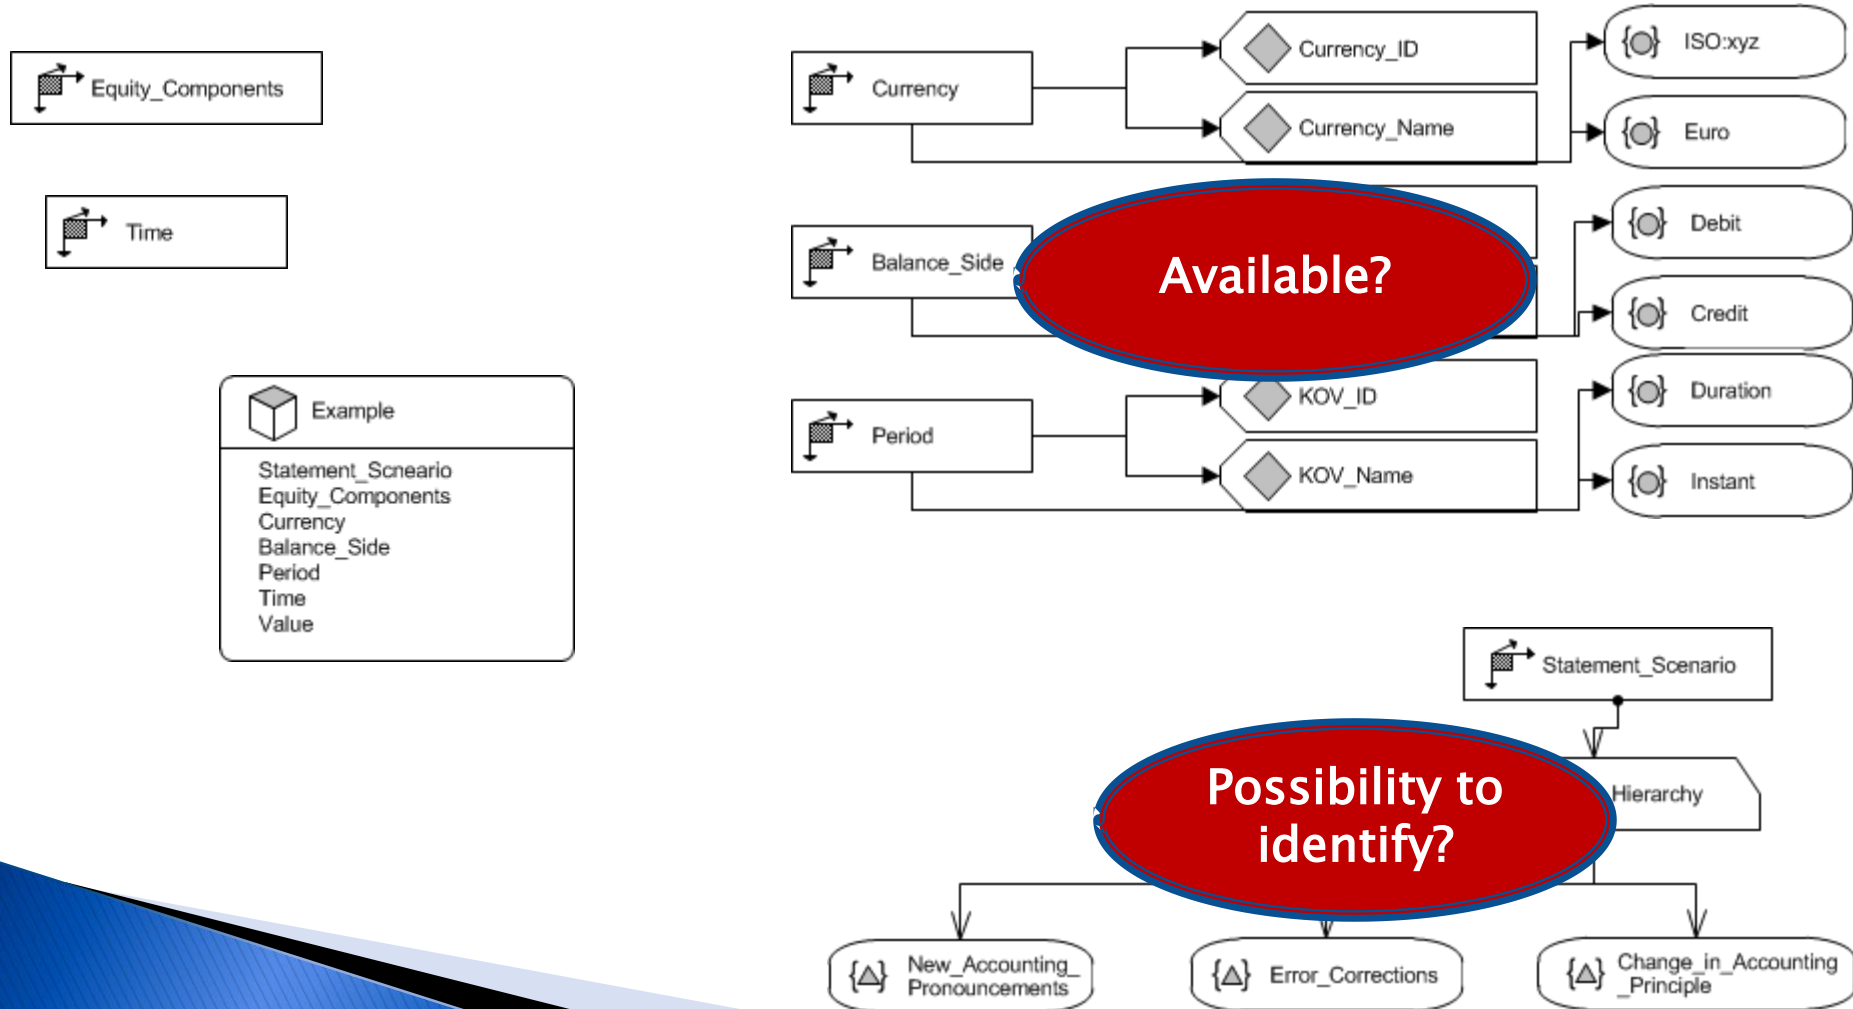 Equity_Components
Time
Example
Statement_Scneario
Equity_Components
Currency
Balance_Side
Period
Time
Value
Currency
Currency_ID
Currency_Name
ISO:xyz
Euro
Balance_Side
Available?
Debit
Credit
Period
KOV_ID
KOV_Name
Duration
Instant
Statement_Scenario
Possibility to
identify?
Hierarchy
New_Accounting_
Pronouncements
Error_Corrections
Change_in_Accounting
_Principle